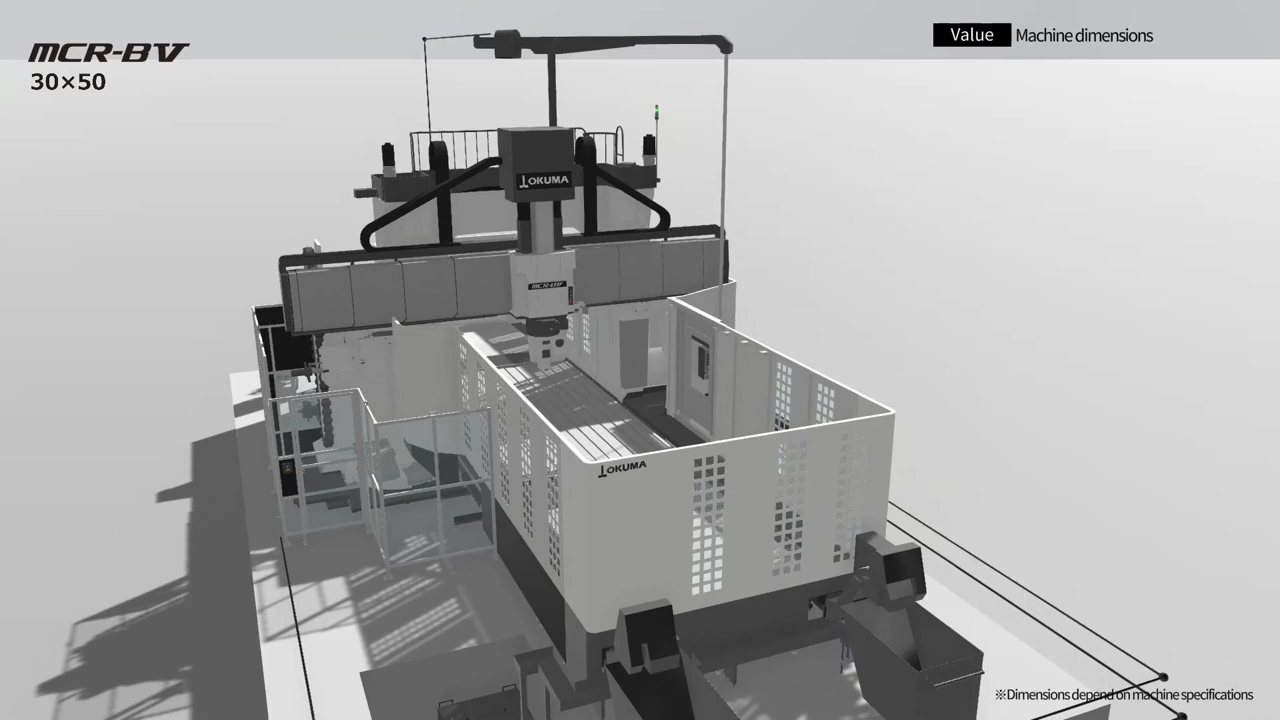 MCR-BV
30×50
Value Machine dimensions
OKUMA
MCR-BV
OKUMA
※Dimensions depend on machine specifications